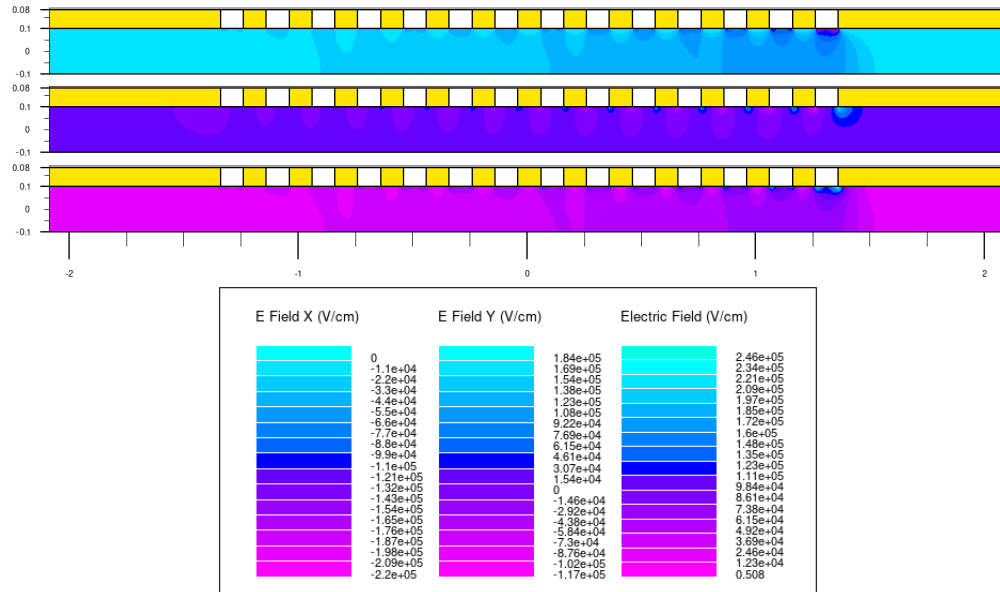 0.08
0.1
0
-0.1
0.08
0.1
0
-0.1
0.08
0.1
0
-0.1
-2 -1 0 1 2
E Field X (V/cm) E Field Y (V/cm) Electric Field (V/cm)
0 1.84e+05 2.46e+05
-1.1e+04 1.69e+05 2.34e+05
-2.2e+04 1.54e+05 2.21e+05
-3.3e+04 1.38e+05 2.09e+05
-4.4e+04 1.23e+05 1.97e+05
-5.5e+04 1.08e+05 1.85e+05
-6.6e+04 9.22e+04 1.72e+05
-7.7e+04 7.69e+04 1.6e+05
-8.8e+04 6.15e+04 1.48e+05
-9.9e+04 4.61e+04 1.35e+05
-1.1e+05 3.07e+04 1.23e+05
-1.21e+05 1.54e+04 1.11e+05
-1.32e+05 0 9.84e+04
-1.43e+05 -1.46e+04 8.61e+04
-1.54e+05 -2.92e+04 7.38e+04
-1.65e+05 -4.38e+04 6.15e+04
-1.76e+05 -5.84e+04 4.92e+04
-1.87e+05 -7.3e+04 3.69e+04
-1.98e+05 -8.76e+04 2.46e+04
-2.09e+05 -1.02e+05 1.23e+04
-2.2e+05 -1.17e+05 0.508